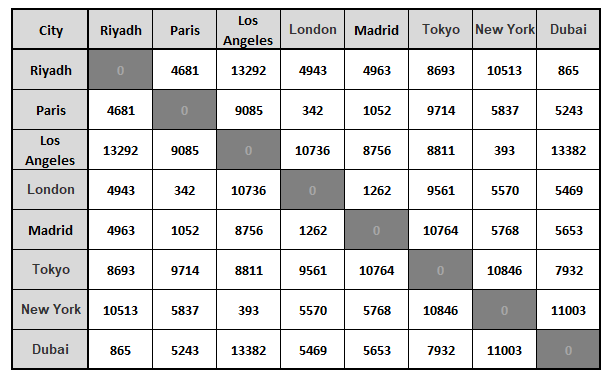 City Riyadh Paris Los Angeles London Madrid Tokyo New York Dubai
Riyadh 0 4681 13292 4943 4963 8693 10513 865
Paris 4681 0 9085 342 1052 9714 5837 5243
Los Angeles 13292 9085 0 10736 8756 8811 393 13382
London 4943 342 10736 0 1262 9561 5570 5469
Madrid 4963 1052 8756 1262 0 10764 5768 5653
Tokyo 8693 9714 8811 9561 10764 0 10846 7932
New York 10513 5837 393 5570 5768 10846 0 11003
Dubai 865 5243 13382 5469 5653 7932 11003 0